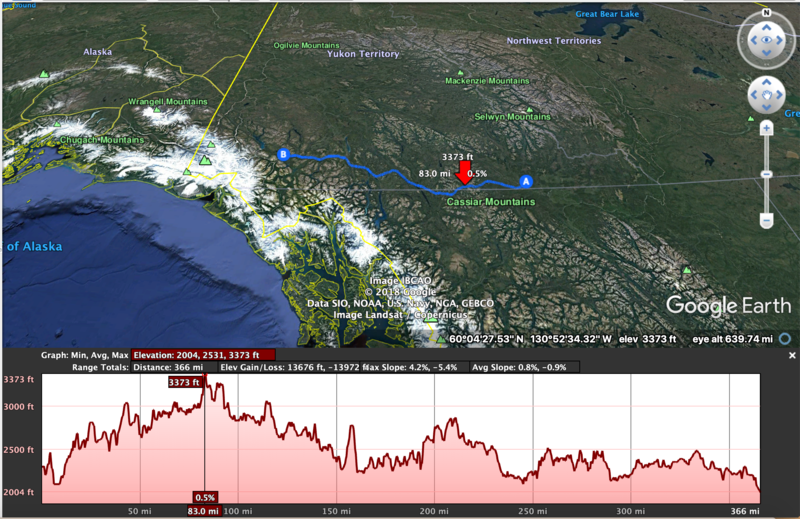 Great Bear Lake
N
Ogilvie Mountains
Alaska
Yukon Territory
Northwest Territories
Mackenzie Mountains
Wrangell Mountains
Selwyn Mountains
Gre
Chugach Mountains
B
3373 ft
83.0 mi 0.5%
A
Cassiar Mountains
of Alaska
Image IBCAO
© 2018 Google
Data SIO, NOAA, U.S. Navy, NGA, GEBCO
Image Landsat / Copernicus
Google Earth
60°04'27.53" N 130°52'34.32" W elev 3373 ft eye alt 639.74 mi
Graph: Min, Avg, Max Elevation: 2004, 2531, 3373 ft
Range Totals: Distance: 366 mi Elev Gain/Loss: 13676 ft, -13972 ft Max Slope: 4.2%, -5.4% Avg Slope: 0.8%, -0.9%
3373 ft
3373 ft
3000 ft
2500 ft
2004 ft
0.5%
50 mi 83.0 mi 100 mi 150 mi 200 mi 250 mi 300 mi 366 mi